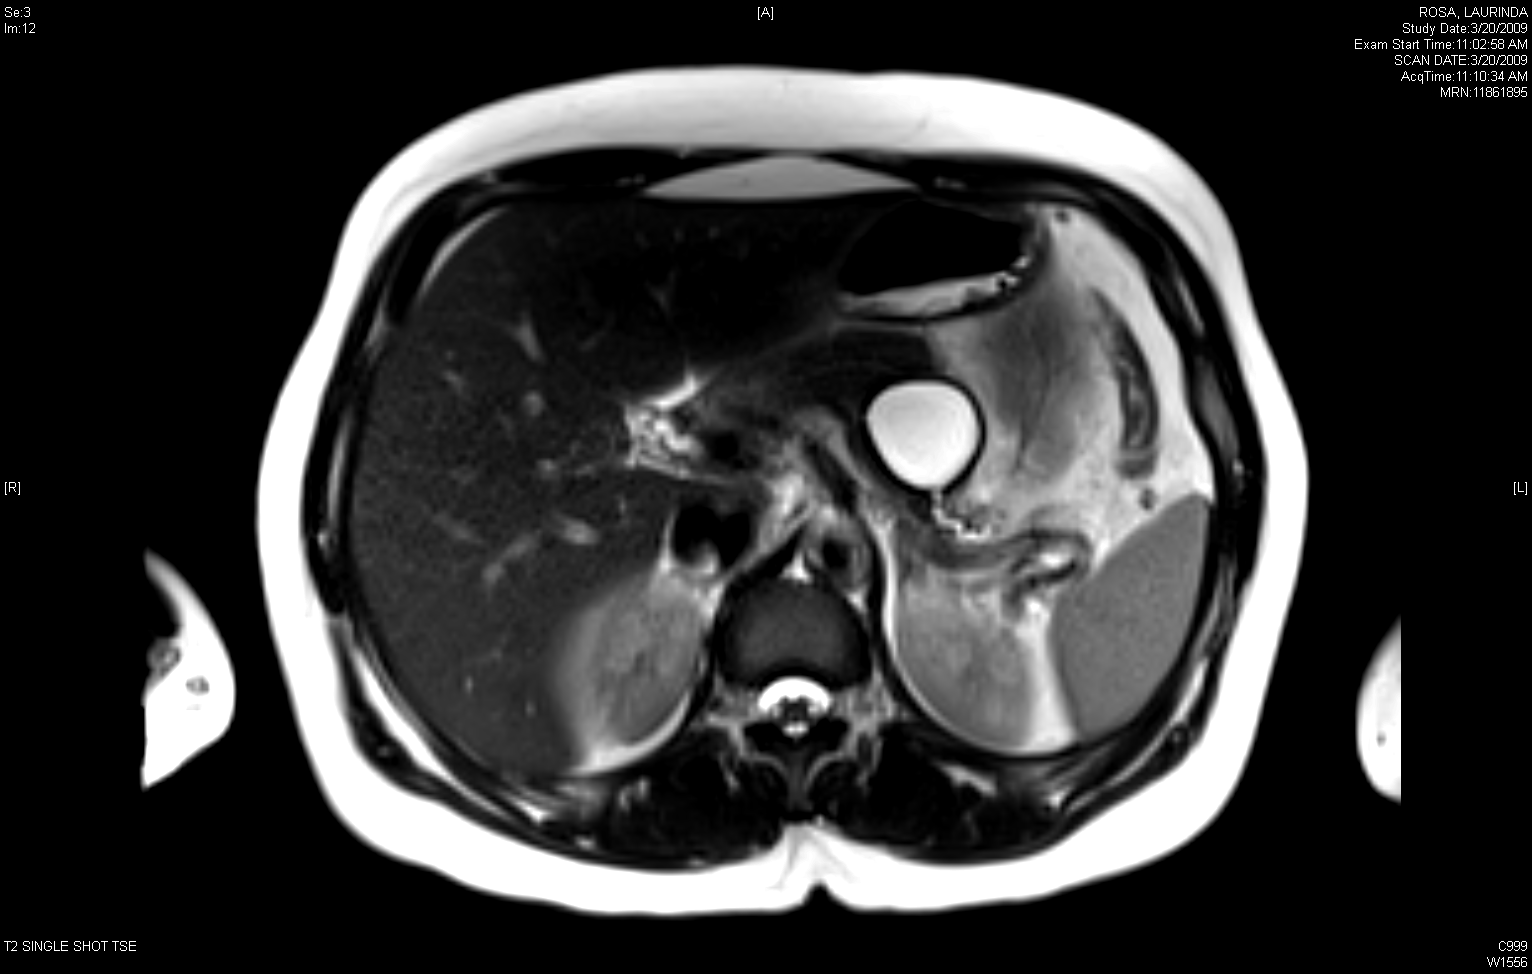 Se:3
Im:12
[A]
ROSA, LAURINDA
Study Date:3/20/2009
Exam Start Time:11:02:58 AM
SCAN DATE:3/20/2009
AcqTime:11:10:34 AM
MRN:11861895
[R]
[L]
T2 SINGLE SHOT TSE
C999
W1556